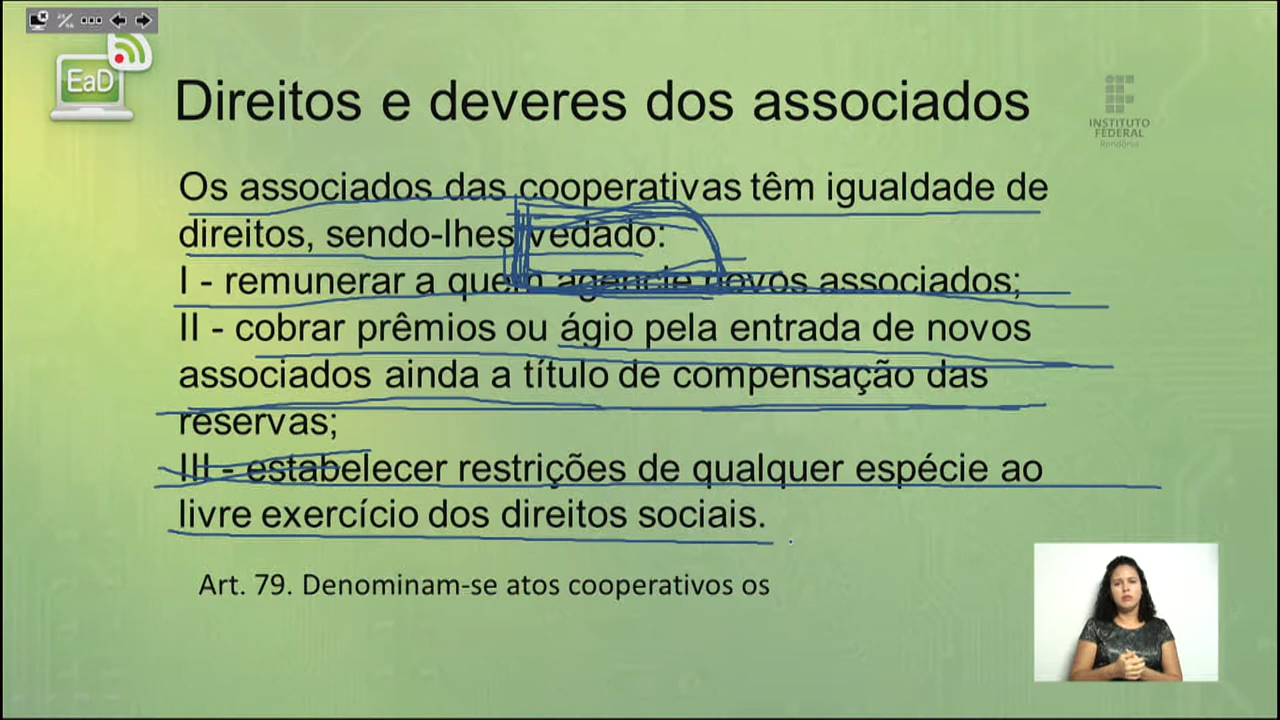 EaD
Direitos e deveres dos associados
INSTITUTO
FEDERAL
Rondônia
Os associados das cooperativas têm igualdade de
direitos, sendo-lhes vedado:
I - remunerar a quem agencie novos associados;
II - cobrar prêmios ou ágio pela entrada de novos
associados ainda a título de compensação das
reservas;
III - estabelecer restrições de qualquer espécie ao
livre exercício dos direitos sociais.
Art. 79. Denominam-se atos cooperativos os